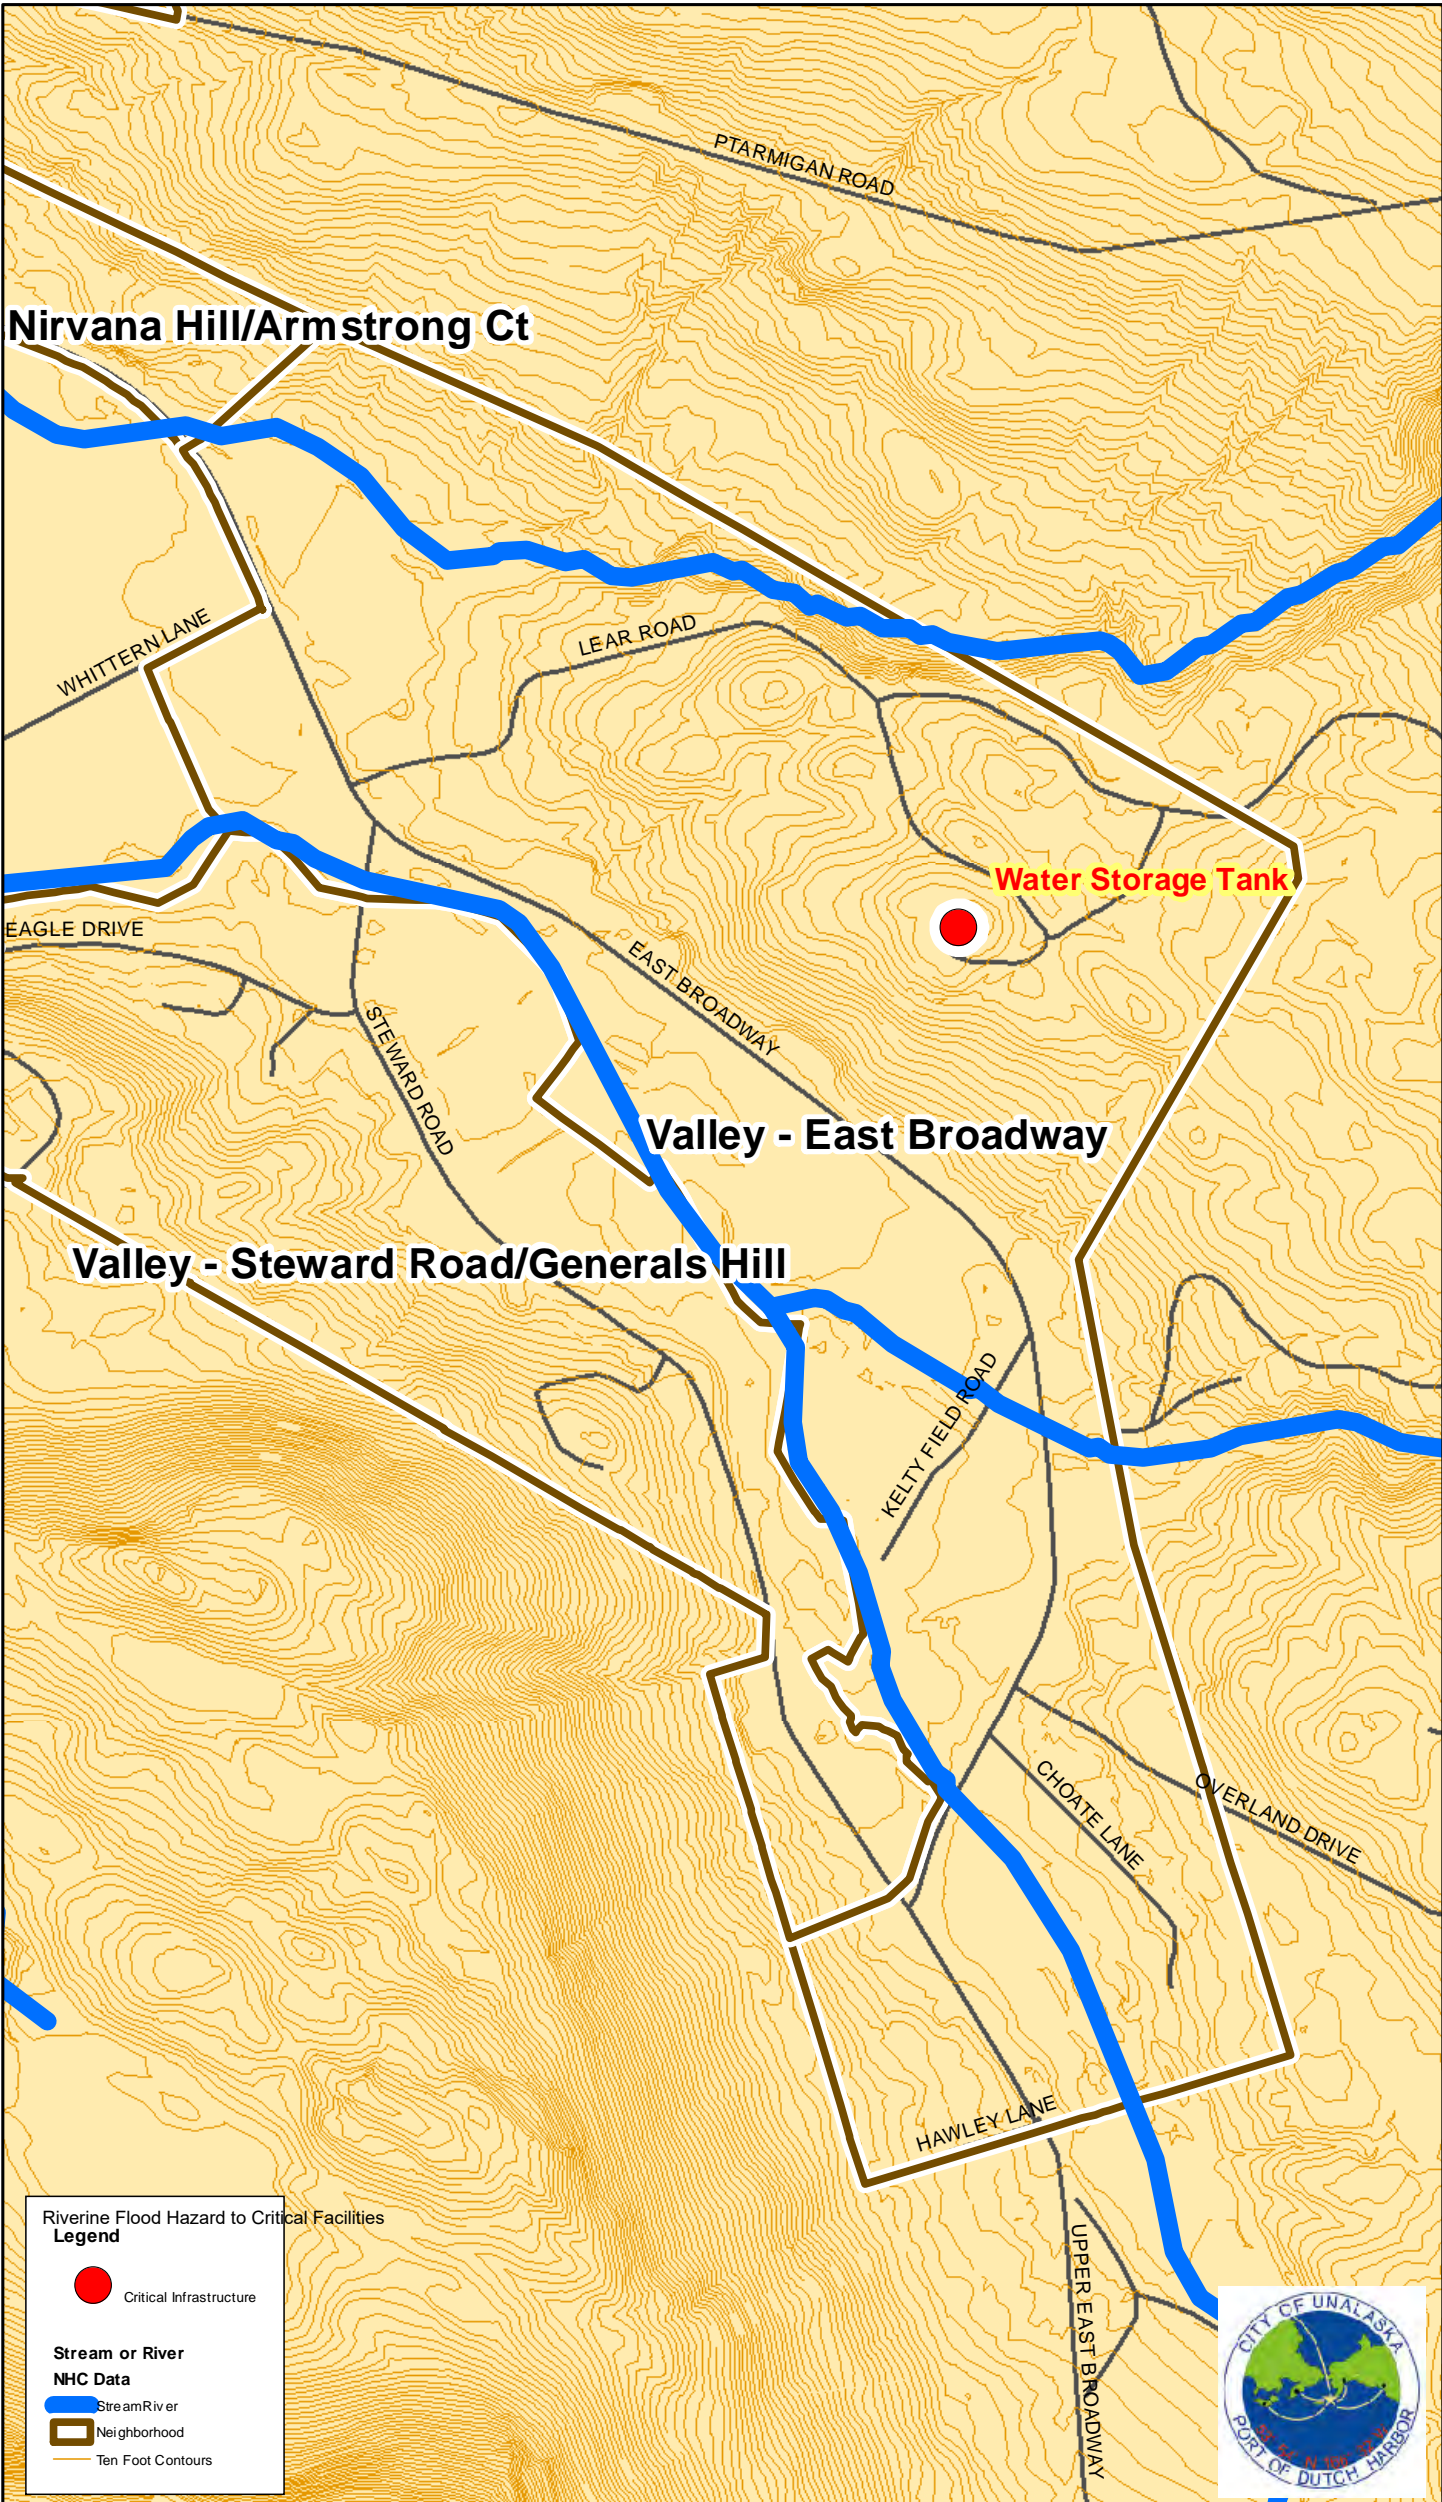 PTARMIGAN ROAD
Nirvana Hill/Armstrong Ct
WHITTERN LANE
LEAR ROAD
Water Storage Tank
EAGLE DRIVE
EAST BROADWAY
STEWARD ROAD
Valley - East Broadway
Valley - Steward Road/Generals Hill
KELTY FIELD ROAD
CHOATE LANE
OVERLAND DRIVE
HAWLEY LANE
UPPER EAST BROADWAY
Riverine Flood Hazard to Critical Facilities
Legend
Critical Infrastructure
Stream or River
NHC Data
StreamRiver
Neighborhood
Ten Foot Contours
CITY OF UNALASKA
PORT OF DUTCH HARBOR